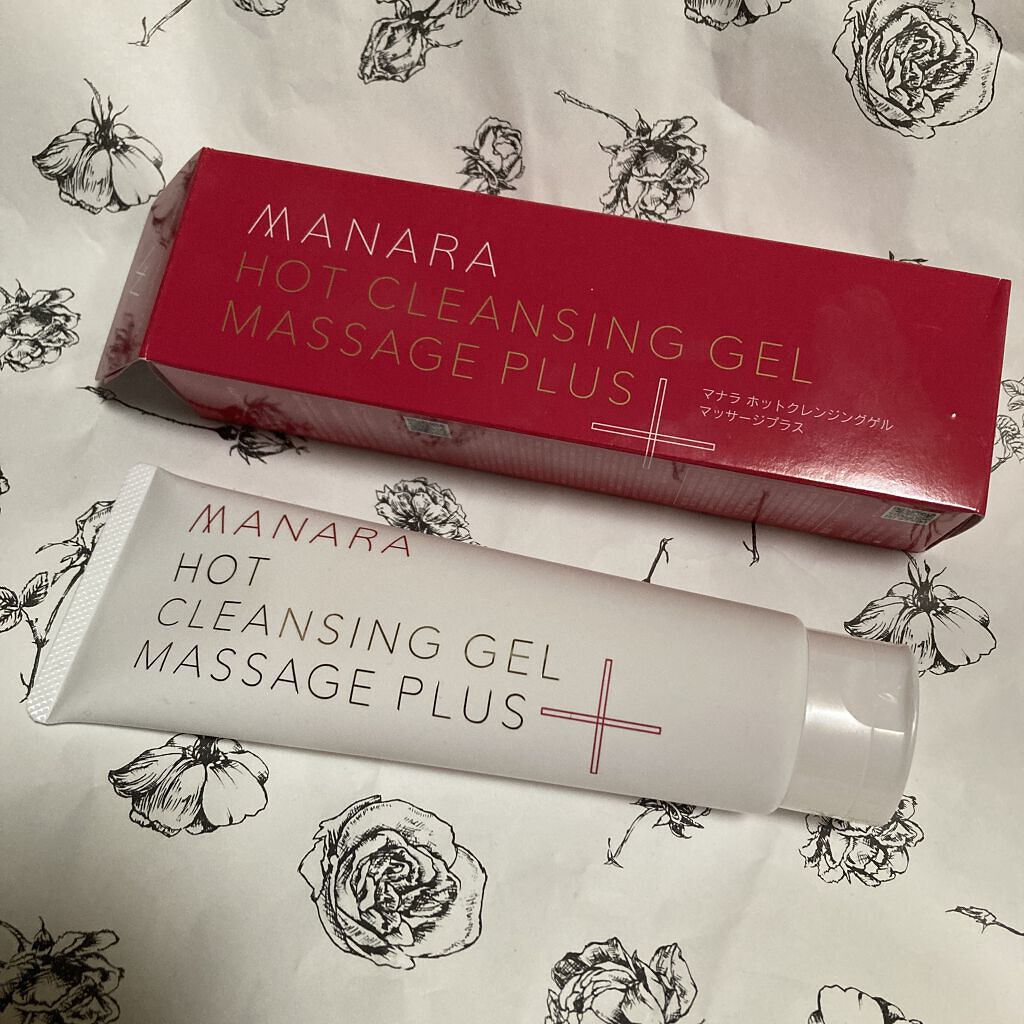 MANARA
HOT CLEANSING GEL
MASSAGE PLUS
マナラ ホットクレンジングゲル
マッサージプラス
MANARA
HOT
CLEANSING GEL
MASSAGE PLUS